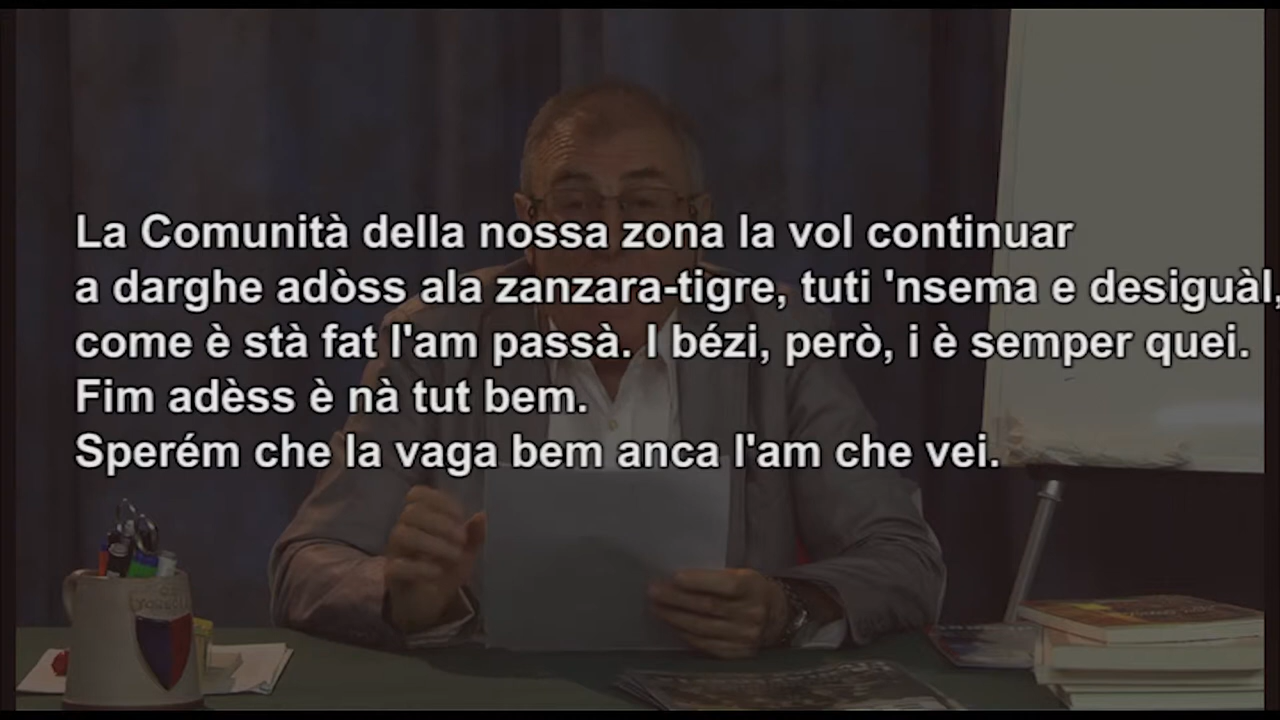 La Comunità della nossa zona la vol continuar
a darghe adòss ala zanzara-tigre, tuti 'nsema e desiguàl,
come è stà fat l'am passà. I bézi, però, i è semper quei.
Fim adèss è nà tut bem.
Sperém che la vaga bem anca l'am che vei.